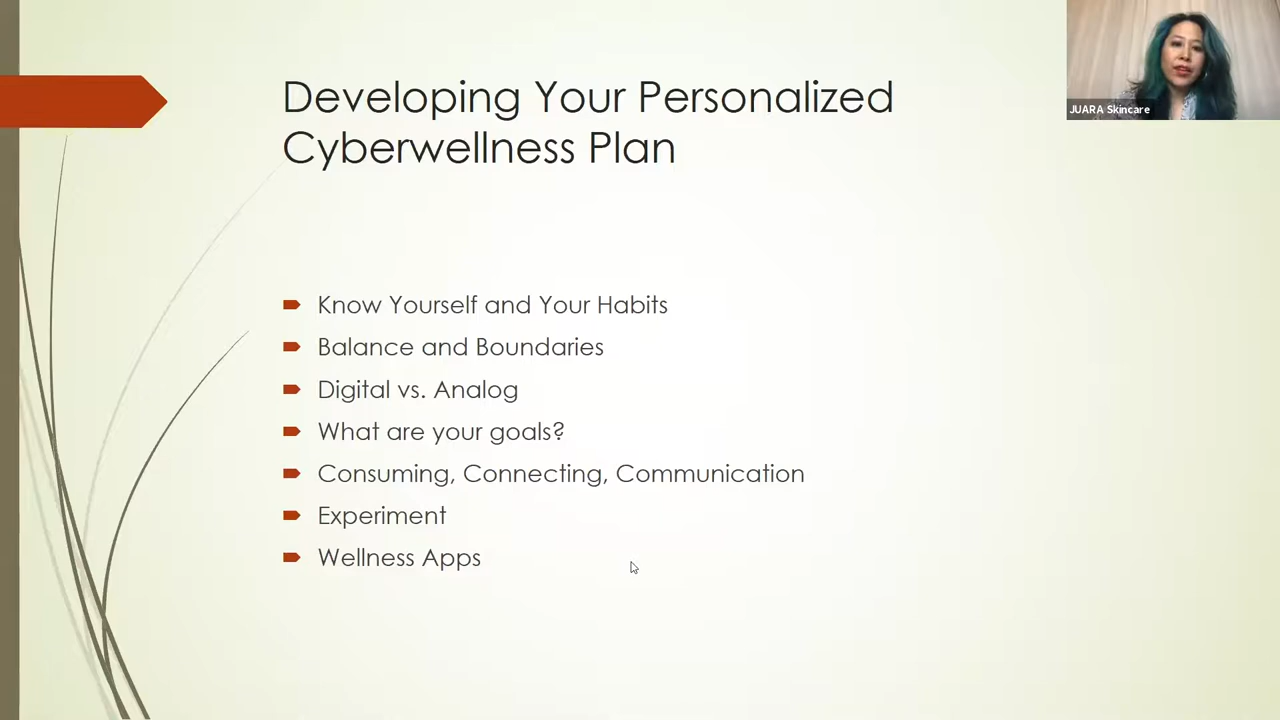 Developing Your Personalized
Cyberwellness Plan
JUARA Skincare
Know Yourself and Your Habits
Balance and Boundaries
Digital vs. Analog
What are your goals?
Consuming, Connecting, Communication
Experiment
Wellness Apps